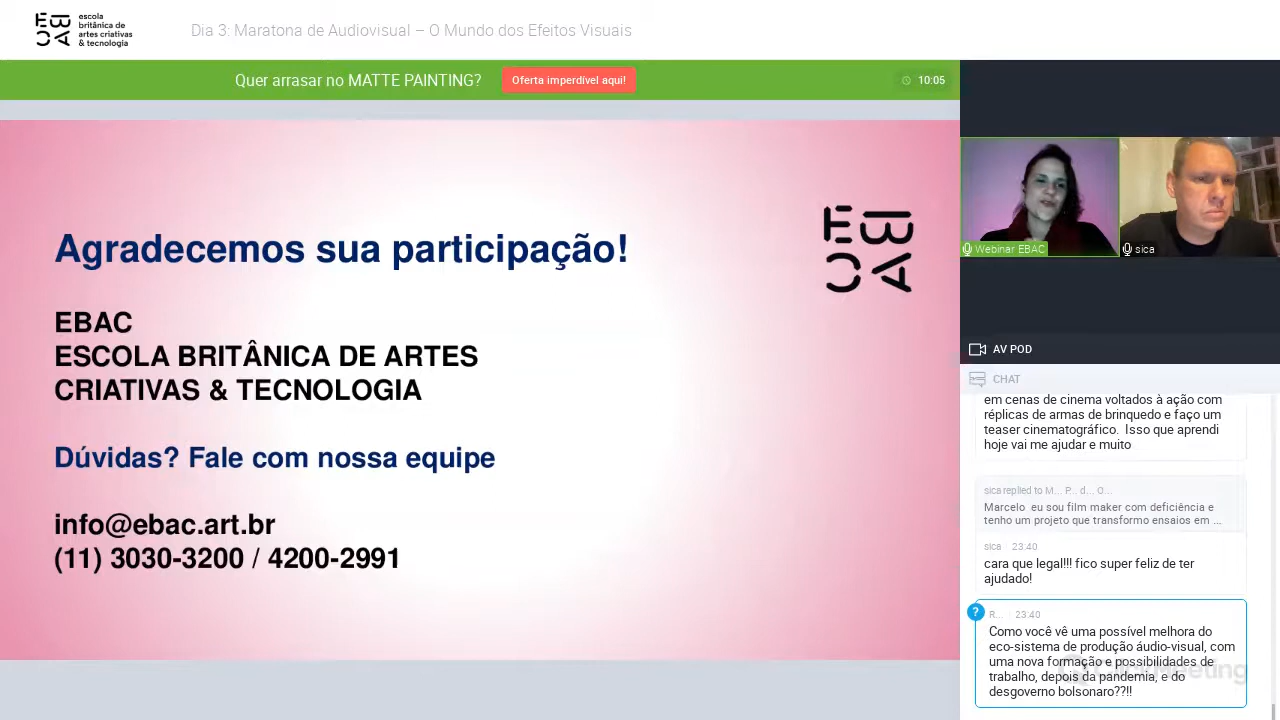 escola
britânica de
artes criativas
& tecnologia
Dia 3: Maratona de Audiovisual – O Mundo dos Efeitos Visuais
Quer arrasar no MATTE PAINTING?
Oferta imperdível aqui!
10:05
Agradecemos sua participação!
EBAC
ESCOLA BRITÂNICA DE ARTES
CRIATIVAS & TECNOLOGIA
Dúvidas? Fale com nossa equipe
info@ebac.art.br
(11) 3030-3200 / 4200-2991
EBAC
Webinar EBAC
sica
AV POD
CHAT
em cenas de cinema voltados à ação com
réplicas de armas de brinquedo e faço um
teaser cinematográfico. Isso que aprendi
hoje vai me ajudar e muito
sica replied to M... P... d... O...
Marcelo eu sou film maker com deficiência e
tenho um projeto que transformo ensaios em ...
sica 23:40
cara que legal!!! fico super feliz de ter
ajudado!
?
R... 23:40
Como você vê uma possível melhora do
eco-sistema de produção áudio-visual, com
uma nova formação e possibilidades de
trabalho, depois da pandemia, e do
desgoverno bolsonaro??!!
ClickMeeting